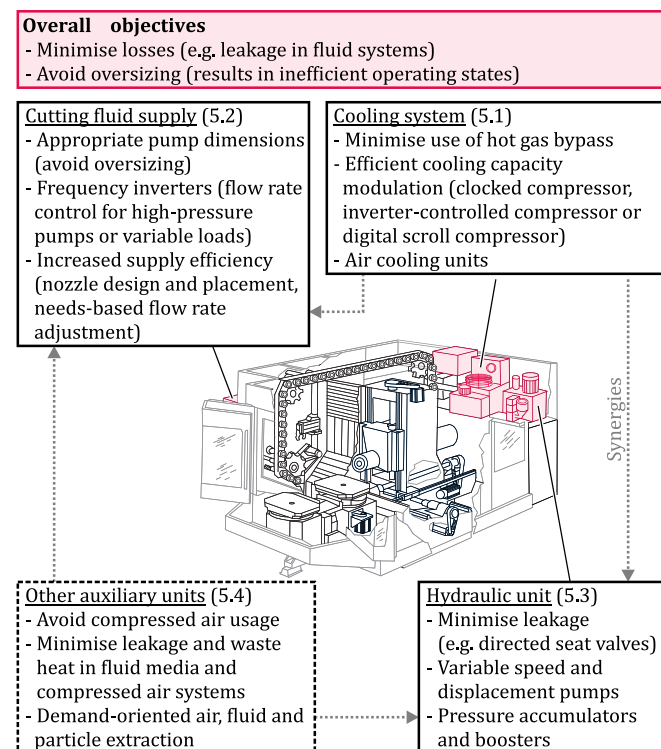 Overall objectives
- Minimise losses (e.g. leakage in fluid systems)
- Avoid oversizing (results in inefficient operating states)
Cutting fluid supply (5.2)
- Appropriate pump dimensions
(avoid oversizing)
- Frequency inverters (flow rate
control for high-pressure
pumps or variable loads)
- Increased supply efficiency
(nozzle design and placement,
needs-based flow rate
adjustment)
Cooling system (5.1)
- Minimise use of hot gas bypass
- Efficient cooling capacity
modulation (clocked compressor,
inverter-controlled compressor or
digital scroll compressor)
- Air cooling units
Synergies
Other auxiliary units (5.4)
- Avoid compressed air usage
- Minimise leakage and waste
heat in fluid media and
compressed air systems
- Demand-oriented air, fluid and
particle extraction
Hydraulic unit (5.3)
- Minimise leakage
(e.g. directed seat valves)
- Variable speed and
displacement pumps
- Pressure accumulators
and boosters